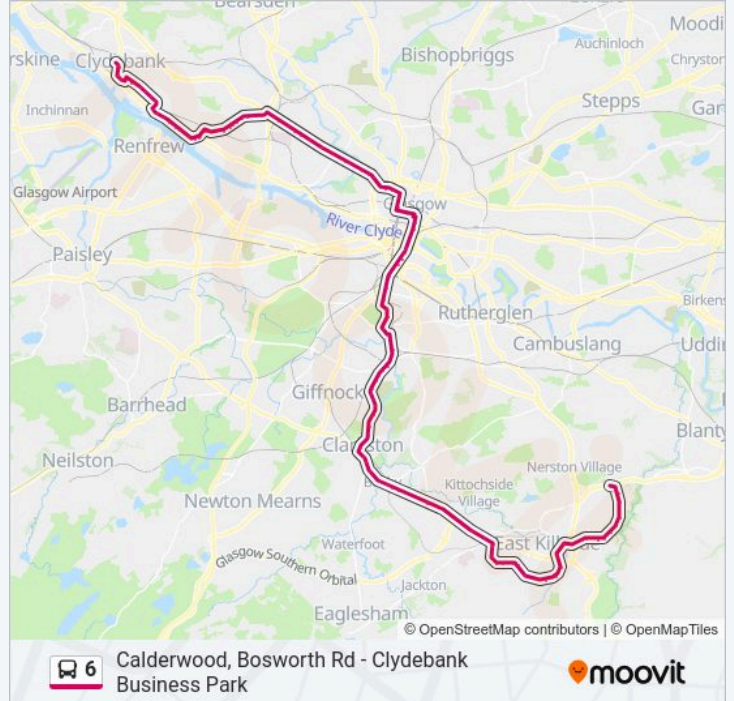 Bearsden
Moodi
rskine
Clydebank
Bishopbriggs
Auchinloch
Chryston
Stepps
Gar
Inchinnan
Renfrew
Glasgow Airport
Glasgow
River Clyde
Paisley
Birkens
Rutherglen
Cambuslang
Uddin
Giffnock
Barrhead
Blanty
Clarkston
Neilston
Nerston Village
Kittochside
Village
Newton Mearns
Waterfoot
East Kilbride
Glasgow Southern Orbital
Jackton
Eaglesham
© OpenStreetMap contributors | © OpenMapTiles
6
Calderwood, Bosworth Rd - Clydebank
Business Park
moovit